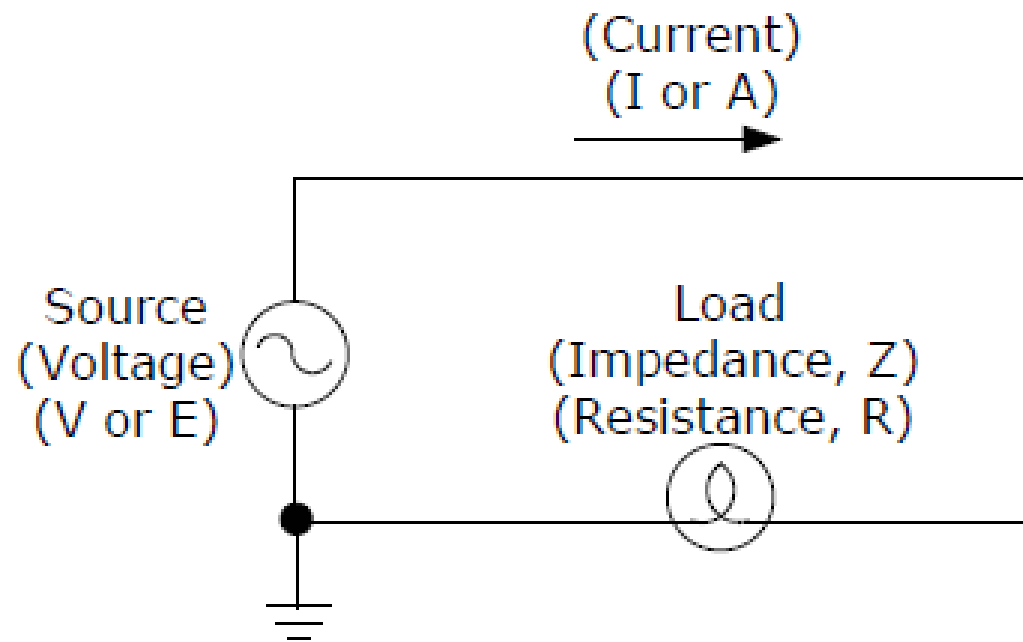 (Current)
(I or A)
Source
(Voltage)
(V or E)
Load
(Impedance, Z)
(Resistance, R)